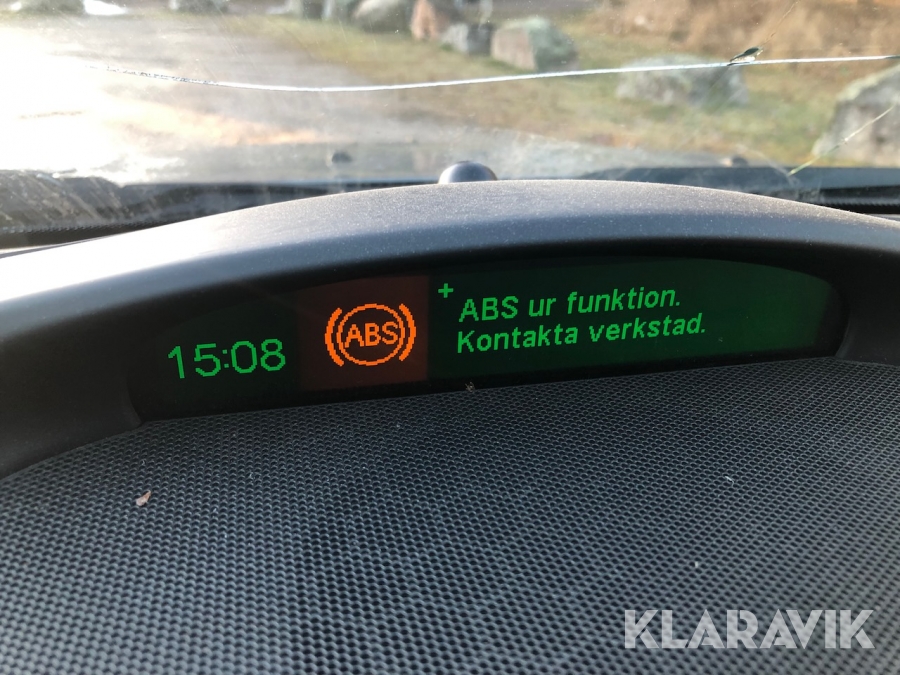 15:08
ABS
+ ABS ur funktion.
Kontakta verkstad.
KLARAVIK